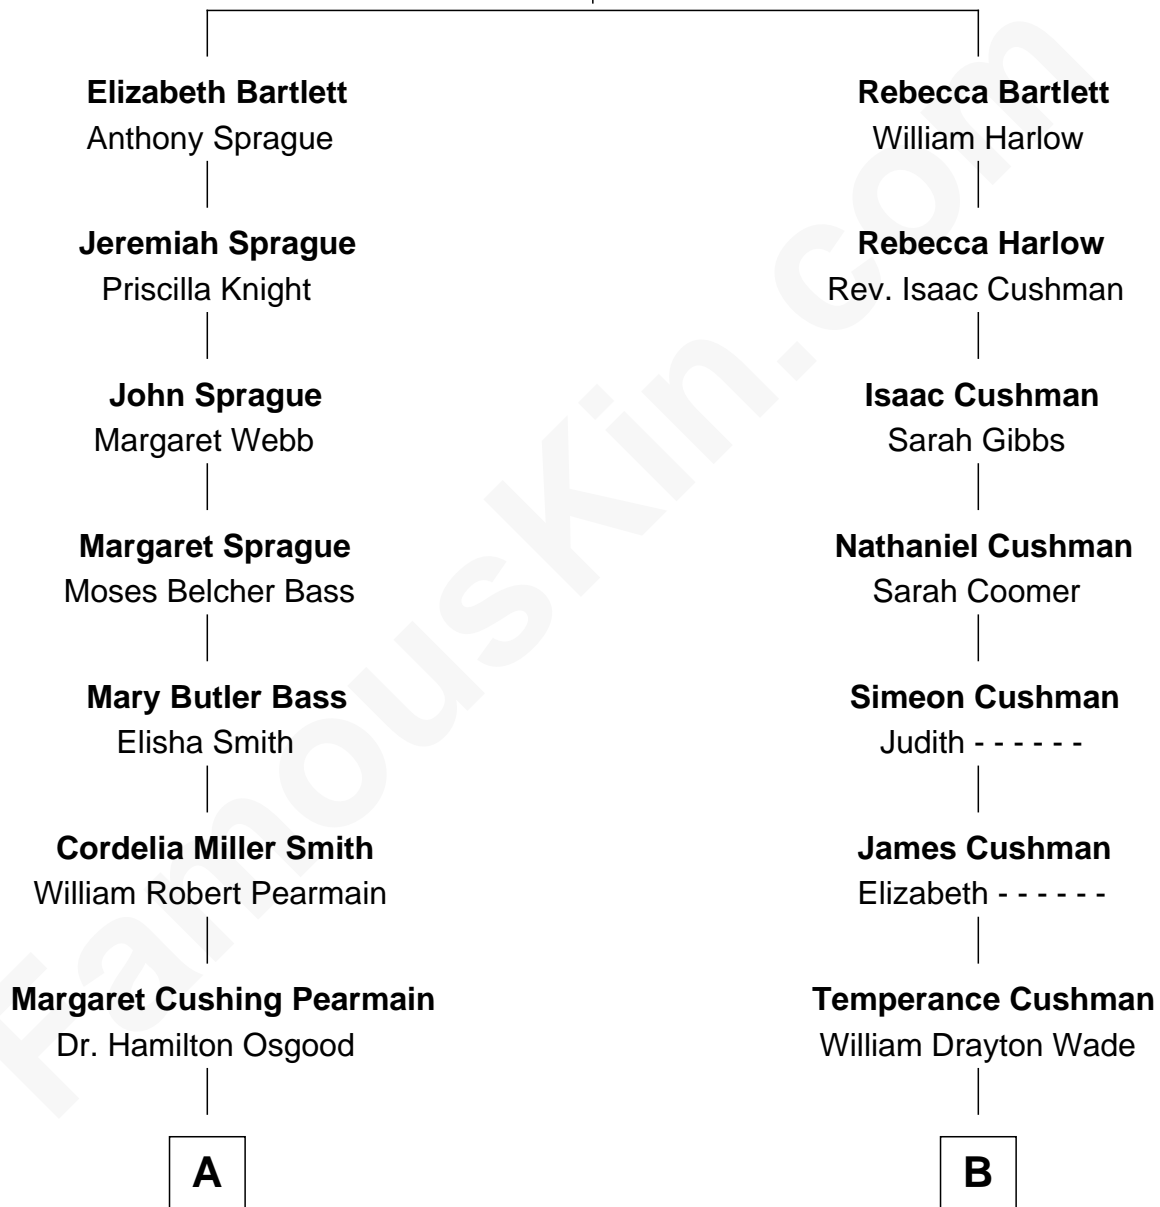 Elizabeth Bartlett
Anthony Sprague
Jeremiah Sprague
Priscilla Knight
John Sprague
Margaret Webb
Margaret Sprague
Moses Belcher Bass
Mary Butler Bass
Elisha Smith
Cordelia Miller Smith
William Robert Pearmain
Margaret Cushing Pearmain
Dr. Hamilton Osgood
A
Rebecca Bartlett
William Harlow
Rebecca Harlow
Rev. Isaac Cushman
Isaac Cushman
Sarah Gibbs
Nathaniel Cushman
Sarah Coomer
Simeon Cushman
Judith - - - - - -
James Cushman
Elizabeth - - - - - -
Temperance Cushman
William Drayton Wade
B
FamousKin.com